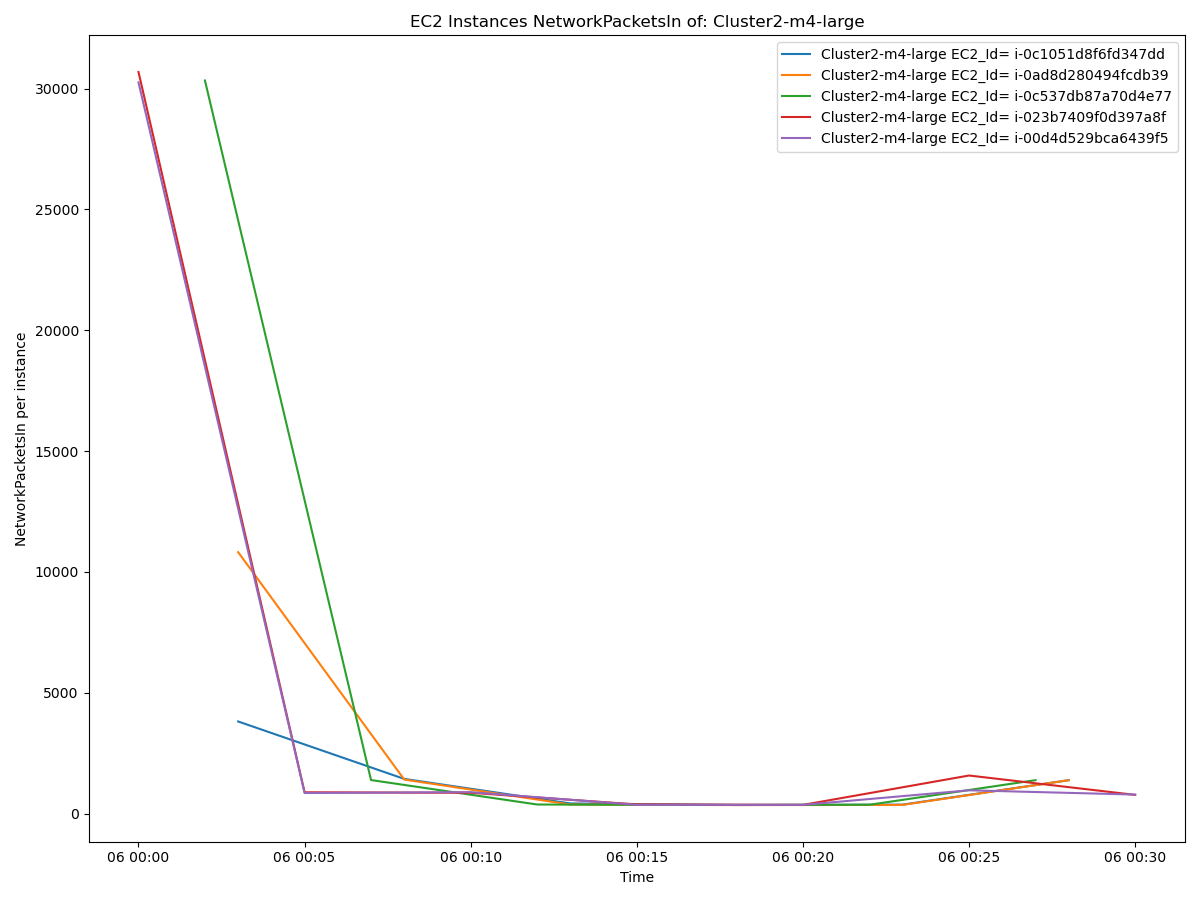 EC2 Instances NetworkPacketsIn of: Cluster2-m4-large
Cluster2-m4-large EC2_Id= i-0c1051d8f6fd347dd
Cluster2-m4-large EC2_Id= i-0ad8d280494fcdb39
Cluster2-m4-large EC2_Id= i-0c537db87a70d4e77
Cluster2-m4-large EC2_Id= i-023b7409f0d397a8f
Cluster2-m4-large EC2_Id= i-00d4d529bca6439f5
NetworkPacketsIn per instance
30000
25000
20000
15000
10000
5000
0
06 00:00 06 00:05 06 00:10 06 00:15 06 00:20 06 00:25 06 00:30
Time